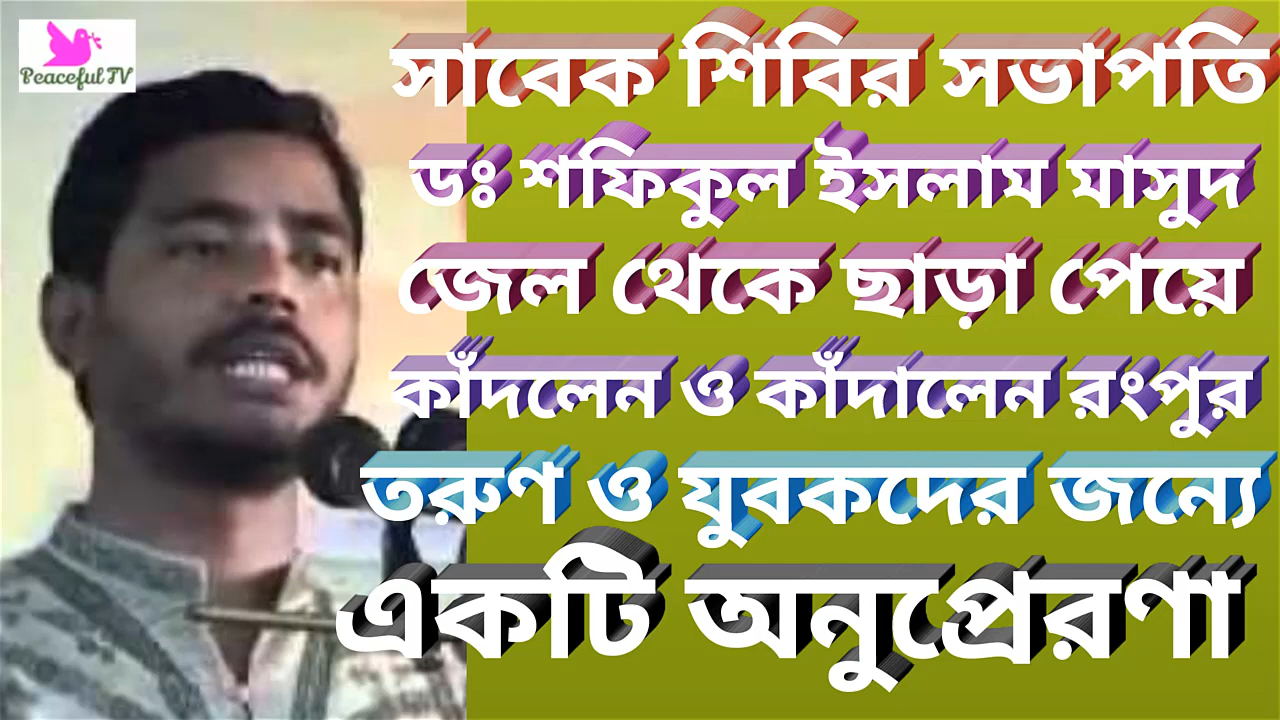 Peaceful TV
সাবেক শিবির সভাপতি
ডঃ শফিকুল ইসলাম মাসুদ
জেল থেকে ছাড়া পেয়ে
কাঁদলেন ও কাঁদালেন রংপুর
তরুণ ও যুবকদের জন্যে
একটি অনুপ্রেরণা